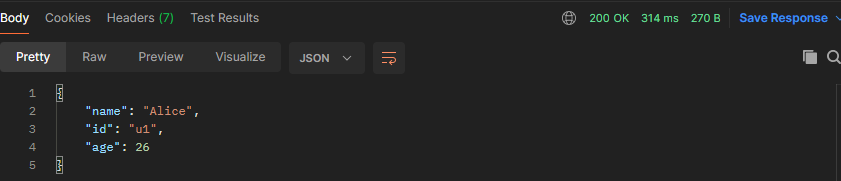 Body Cookies Headers (7) Test Results 200 OK 314 ms 270 B Save Response
Pretty Raw Preview Visualize JSON
1 {
2 "name": "Alice",
3 "id": "u1",
4 "age": 26
5 }